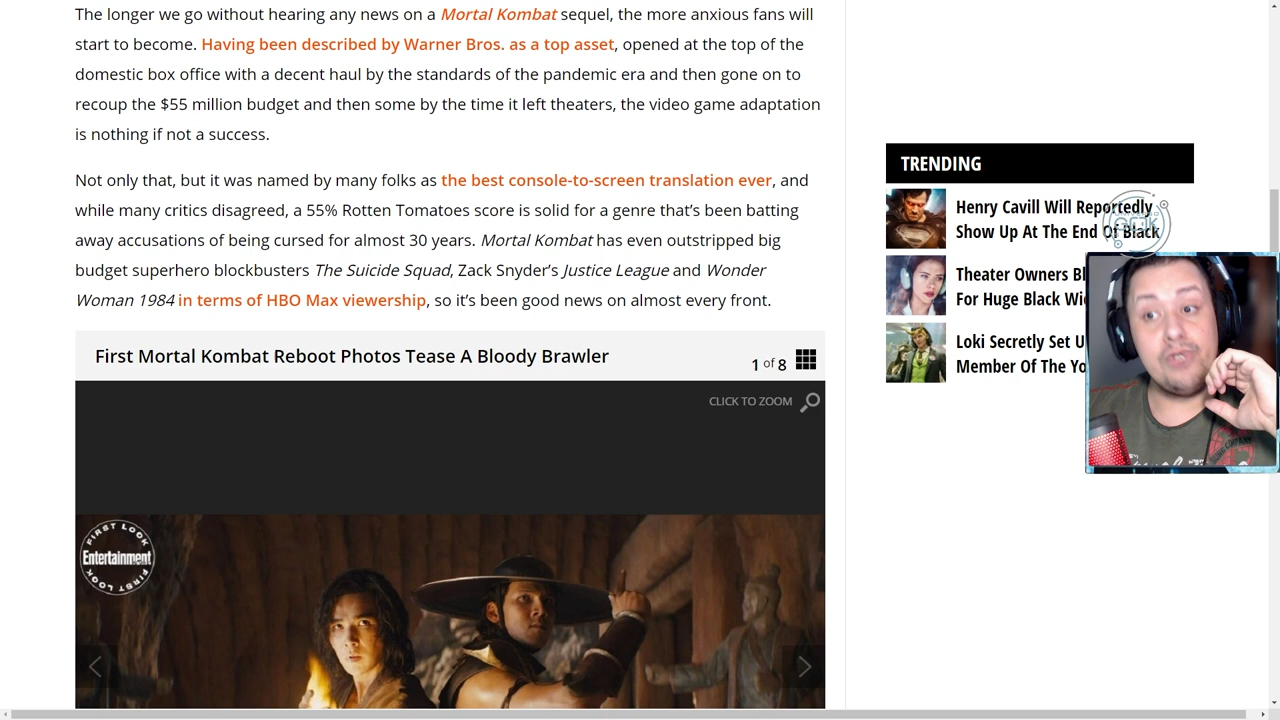 The longer we go without hearing any news on a Mortal Kombat sequel, the more anxious fans will
start to become. Having been described by Warner Bros. as a top asset, opened at the top of the
domestic box office with a decent haul by the standards of the pandemic era and then gone on to
recoup the $55 million budget and then some by the time it left theaters, the video game adaptation
is nothing if not a success.
Not only that, but it was named by many folks as the best console-to-screen translation ever, and
while many critics disagreed, a 55% Rotten Tomatoes score is solid for a genre that's been batting
away accusations of being cursed for almost 30 years. Mortal Kombat has even outstripped big
budget superhero blockbusters The Suicide Squad, Zack Snyder's Justice League and Wonder
Woman 1984 in terms of HBO Max viewership, so it's been good news on almost every front.
First Mortal Kombat Reboot Photos Tease A Bloody Brawler
1 of 8
CLICK TO ZOOM
FIRST LOOK
Entertainment
FIRST LOOK
TRENDING
Henry Cavill Will Reportedly
Show Up At The End Of Black
Theater Owners Bl
For Huge Black Wi
Loki Secretly Set U
Member Of The Yo